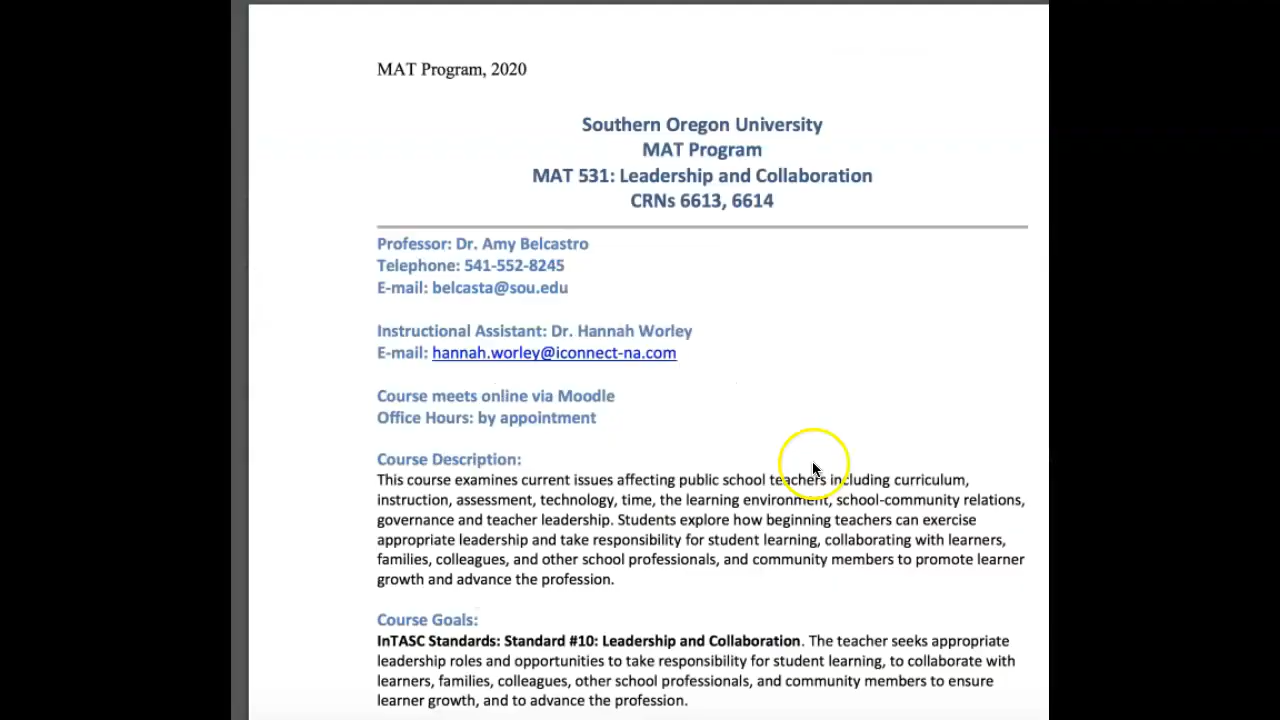 MAT Program, 2020
Southern Oregon University
MAT Program
MAT 531: Leadership and Collaboration
CRNs 6613, 6614
Professor: Dr. Amy Belcastro
Telephone: 541-552-8245
E-mail: belcasta@sou.edu
Instructional Assistant: Dr. Hannah Worley
E-mail: hannah.worley@iconnect-na.com
Course meets online via Moodle
Office Hours: by appointment
Course Description:
This course examines current issues affecting public school teachers including curriculum,
instruction, assessment, technology, time, the learning environment, school-community relations,
governance and teacher leadership. Students explore how beginning teachers can exercise
appropriate leadership and take responsibility for student learning, collaborating with learners,
families, colleagues, and other school professionals, and community members to promote learner
growth and advance the profession.
Course Goals:
InTASC Standards: Standard #10: Leadership and Collaboration. The teacher seeks appropriate
leadership roles and opportunities to take responsibility for student learning, to collaborate with
learners, families, colleagues, other school professionals, and community members to ensure
learner growth, and to advance the profession.